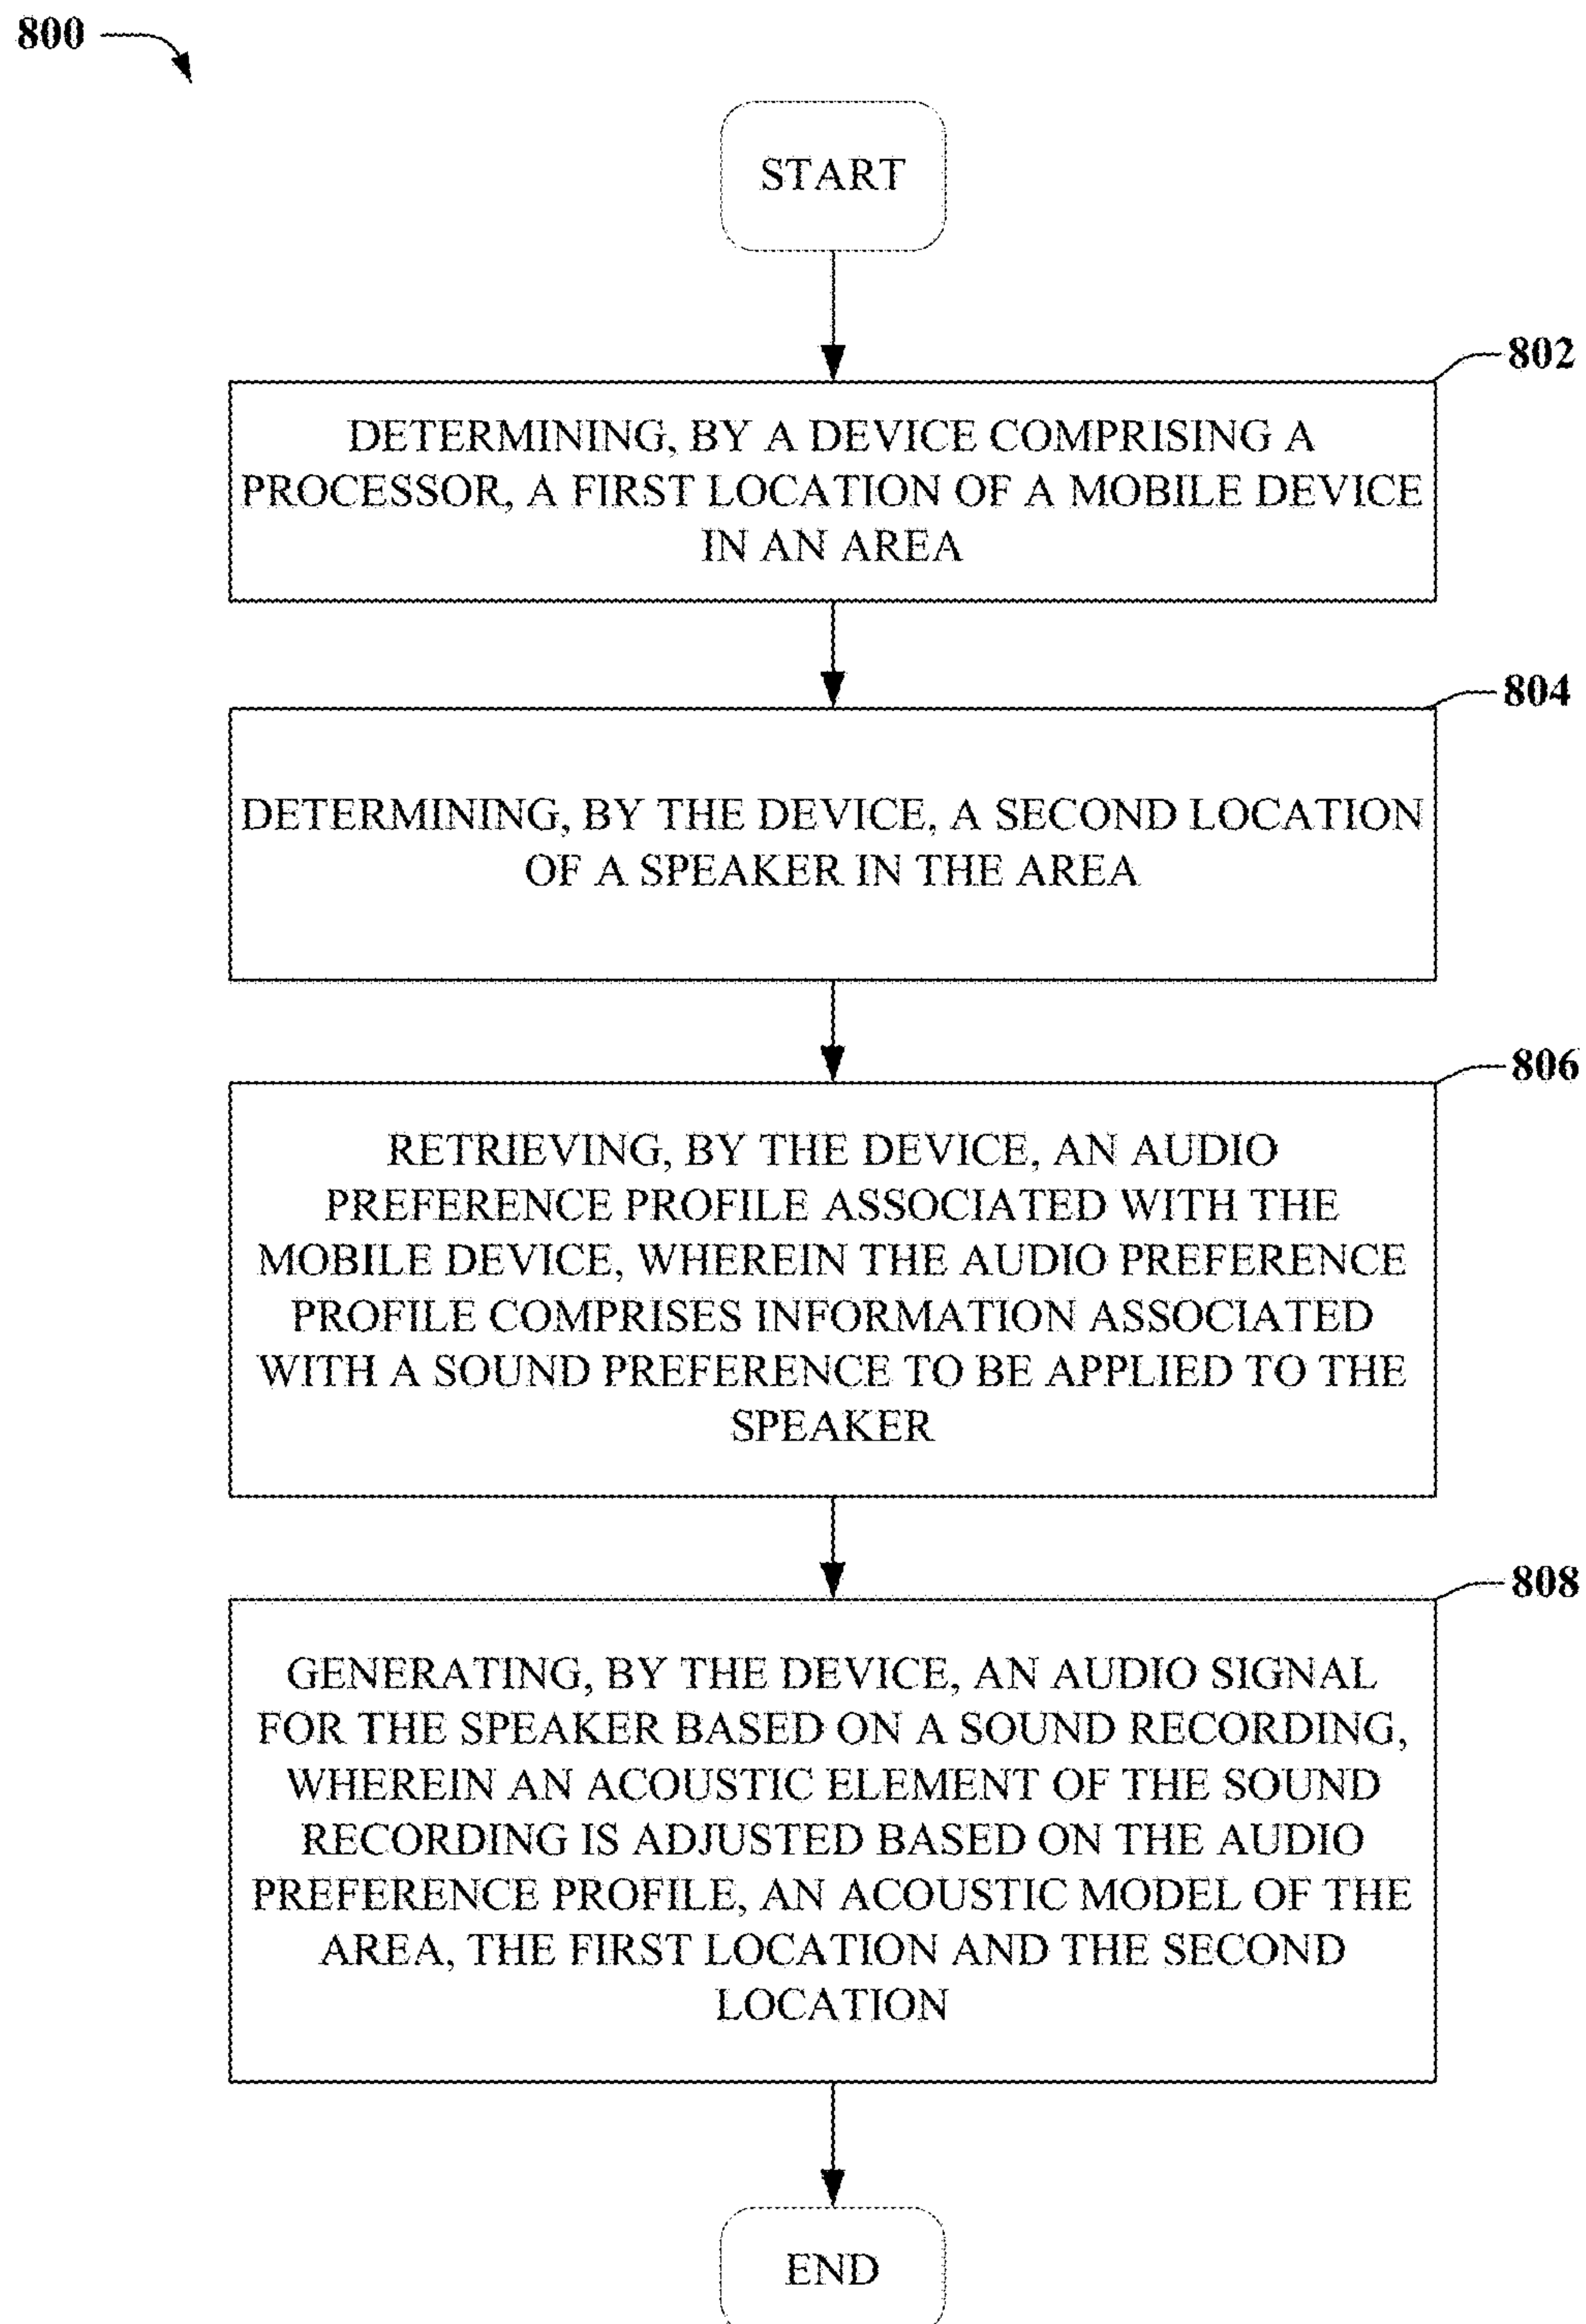 800
START
802
DETERMINING, BY A DEVICE COMPRISING A
PROCESSOR, A FIRST LOCATION OF A MOBILE DEVICE
IN AN AREA
804
DETERMINING, BY THE DEVICE, A SECOND LOCATION
OF A SPEAKER IN THE AREA
806
RETRIEVING, BY THE DEVICE, AN AUDIO
PREFERENCE PROFILE ASSOCIATED WITH THE
MOBILE DEVICE, WHEREIN THE AUDIO PREFERENCE
PROFILE COMPRISES INFORMATION ASSOCIATED
WITH A SOUND PREFERENCE TO BE APPLIED TO THE
SPEAKER
808
GENERATING, BY THE DEVICE, AN AUDIO SIGNAL
FOR THE SPEAKER BASED ON A SOUND RECORDING,
WHEREIN AN ACOUSTIC ELEMENT OF THE SOUND
RECORDING IS ADJUSTED BASED ON THE AUDIO
PREFERENCE PROFILE, AN ACOUSTIC MODEL OF THE
AREA, THE FIRST LOCATION AND THE SECOND
LOCATION
END